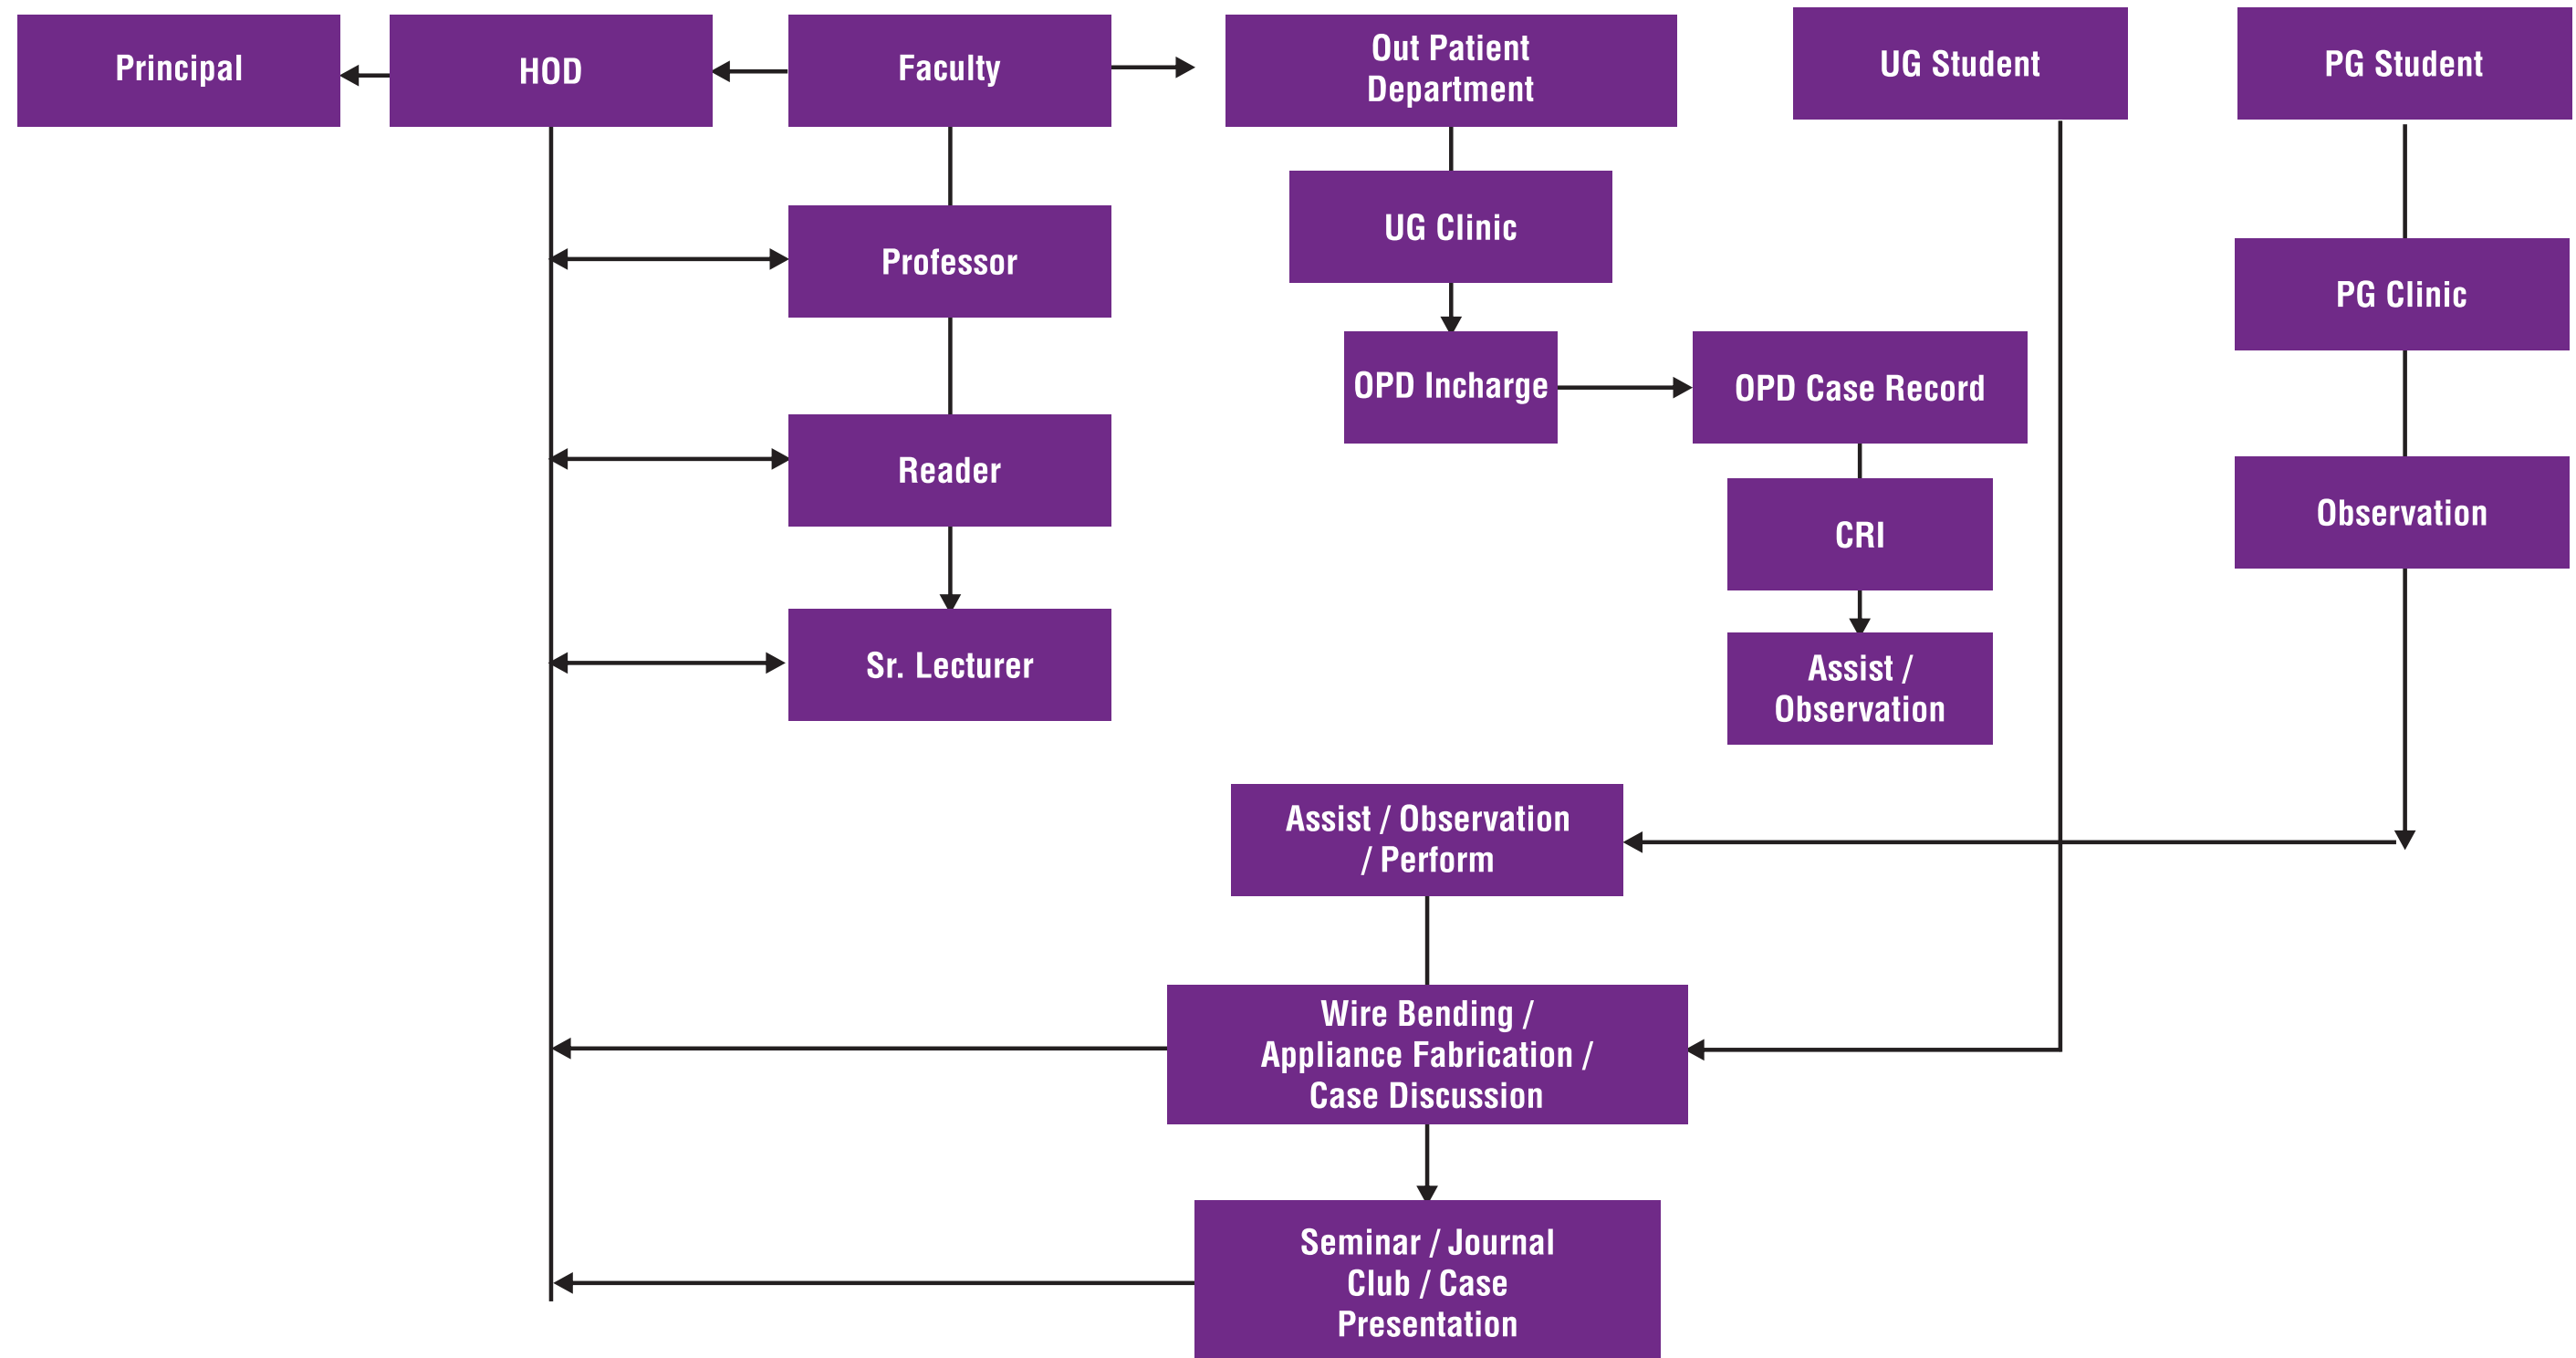 Principal
HOD
Faculty
Out Patient
Department
UG Student
PG Student
UG Clinic
Professor
PG Clinic
OPD Incharge
OPD Case Record
Reader
Observation
CRI
Sr. Lecturer
Assist /
Observation
Assist / Observation
/ Perform
Wire Bending /
Appliance Fabrication /
Case Discussion
Seminar / Journal
Club / Case
Presentation